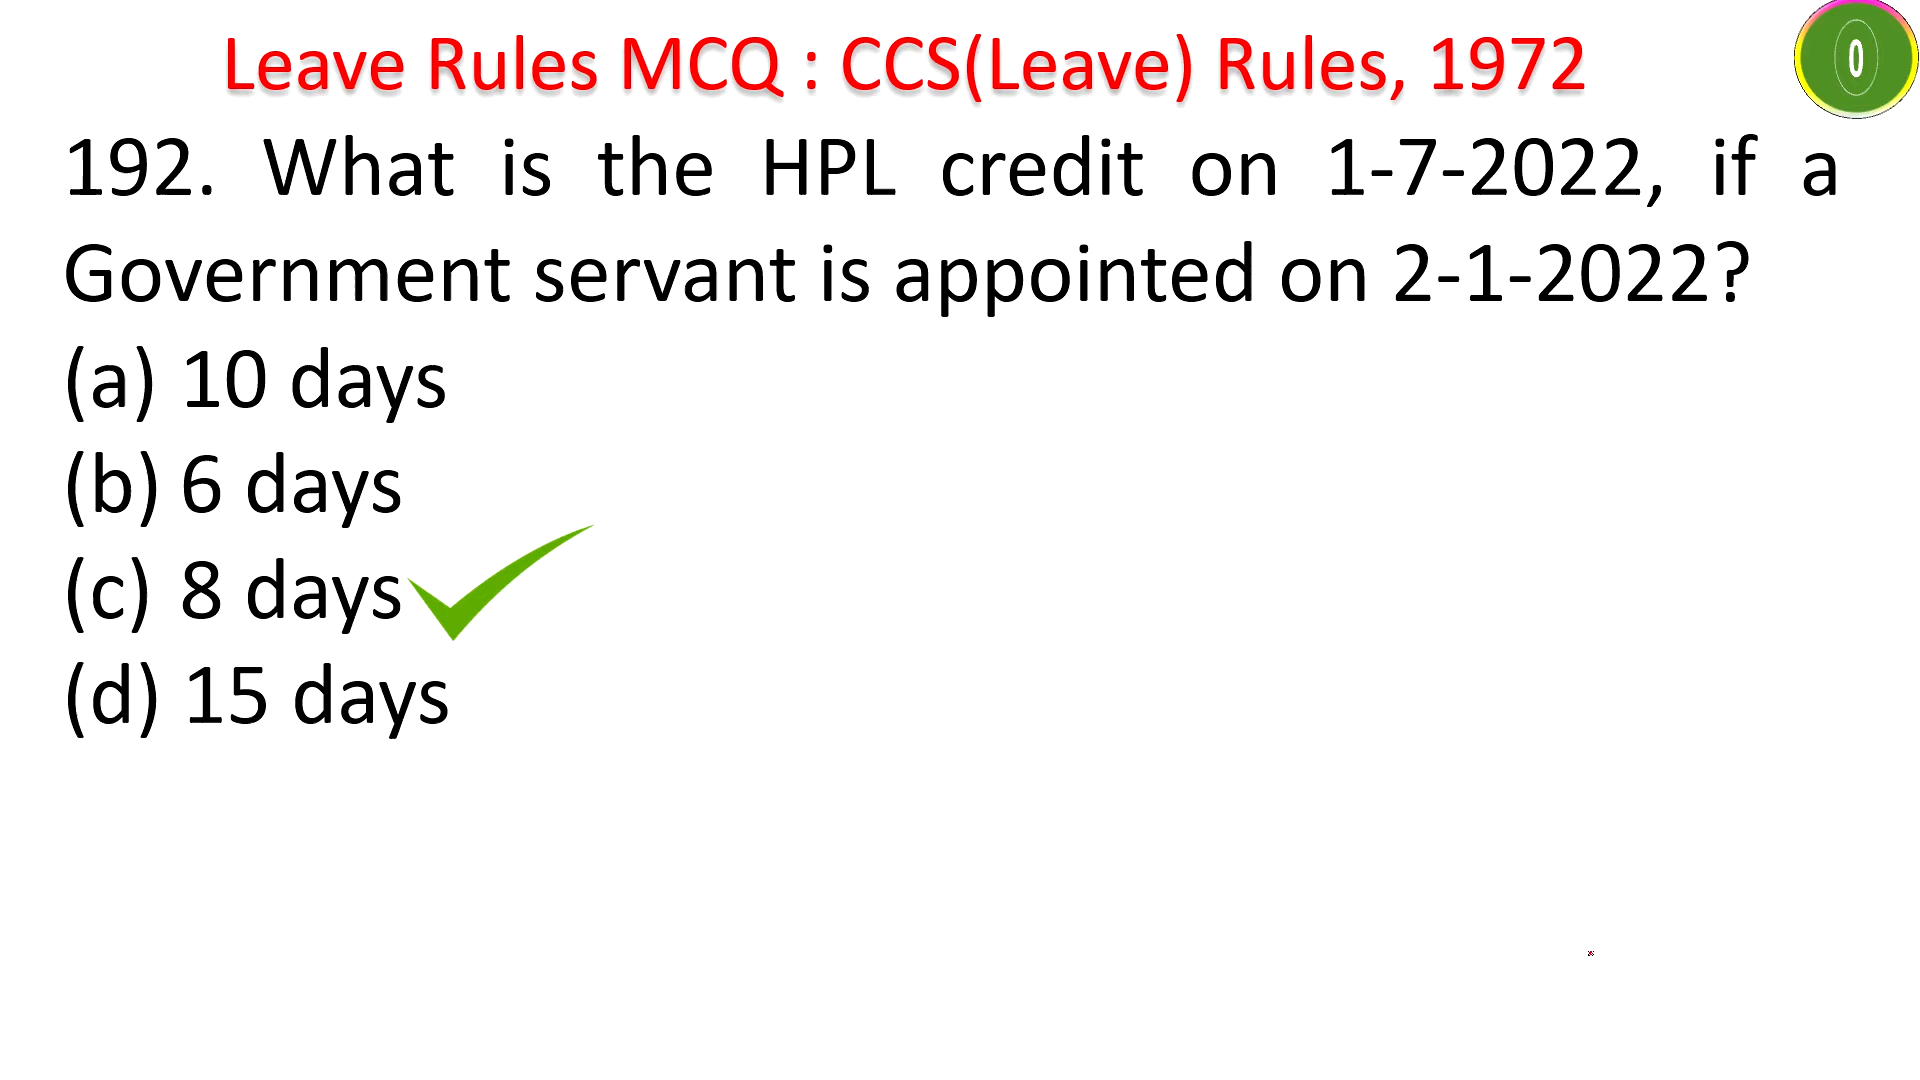 Leave Rules MCQ : CCS(Leave) Rules, 1972
0
192. What is the HPL credit on 1-7-2022, if a
Government servant is appointed on 2-1-2022?
(a) 10 days
(b) 6 days
(c) 8 days
(d) 15 days